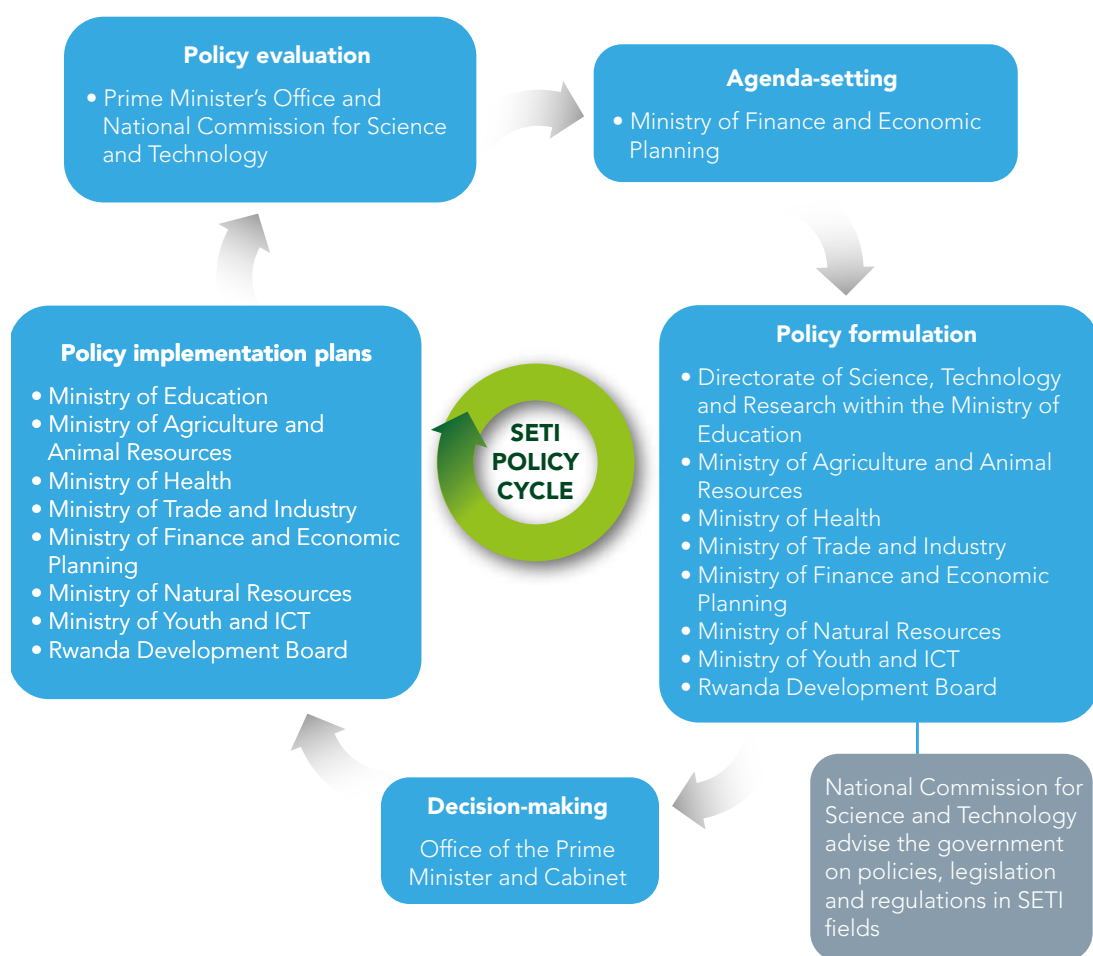 Policy evaluation
• Prime Minister's Office and
National Commission for Science
and Technology
Agenda-setting
• Ministry of Finance and Economic
Planning
Policy formulation
• Directorate of Science, Technology
and Research within the Ministry of
Education
• Ministry of Agriculture and Animal
Resources
• Ministry of Health
• Ministry of Trade and Industry
• Ministry of Finance and Economic
Planning
• Ministry of Natural Resources
• Ministry of Youth and ICT
• Rwanda Development Board
National Commission for
Science and Technology
advise the government
on policies, legislation
and regulations in SETI
fields
Decision-making
Office of the Prime
Minister and Cabinet
Policy implementation plans
• Ministry of Education
• Ministry of Agriculture and
Animal Resources
• Ministry of Health
• Ministry of Trade and Industry
• Ministry of Finance and Economic
Planning
• Ministry of Natural Resources
• Ministry of Youth and ICT
• Rwanda Development Board
SETI
POLICY
CYCLE